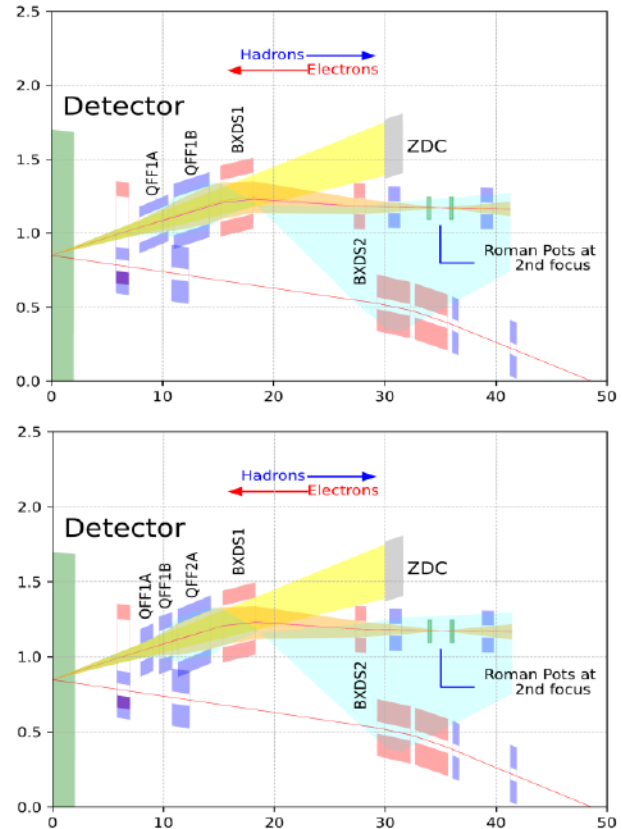 2.5
Hadrons
Electrons
2.0
Detector
QFF1A
QFF1B
BXDS1
ZDC
1.5
1.0
BXDS2
Roman Pots at
2nd focus
0.5
0.0
0 10 20 30 40 50
2.5
Hadrons
Electrons
2.0
Detector
QFF1A
QFF1B
QFF2A
BXDS1
ZDC
1.5
1.0
BXDS2
Roman Pots at
2nd focus
0.5
0.0
0 10 20 30 40 50